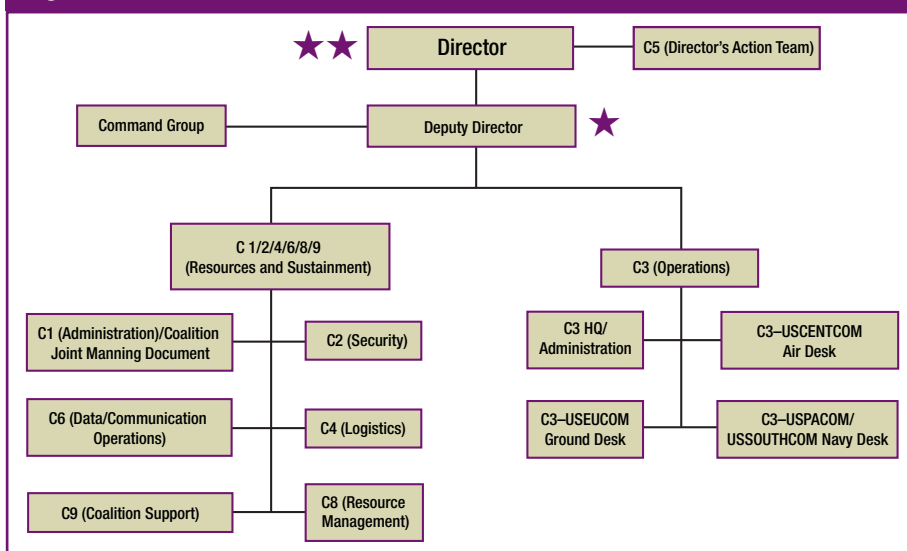 Director
C5 (Director's Action Team)
Command Group
Deputy Director
C 1/2/4/6/8/9
(Resources and Sustainment)
C3 (Operations)
C1 (Administration)/Coalition
Joint Manning Document
C2 (Security)
C3 HQ/
Administration
C3–USCENTCOM
Air Desk
C6 (Data/Communication
Operations)
C4 (Logistics)
C3–USEUCOM
Ground Desk
C3–USPACOM/
USSOUTHCOM Navy Desk
C9 (Coalition Support)
C8 (Resource
Management)